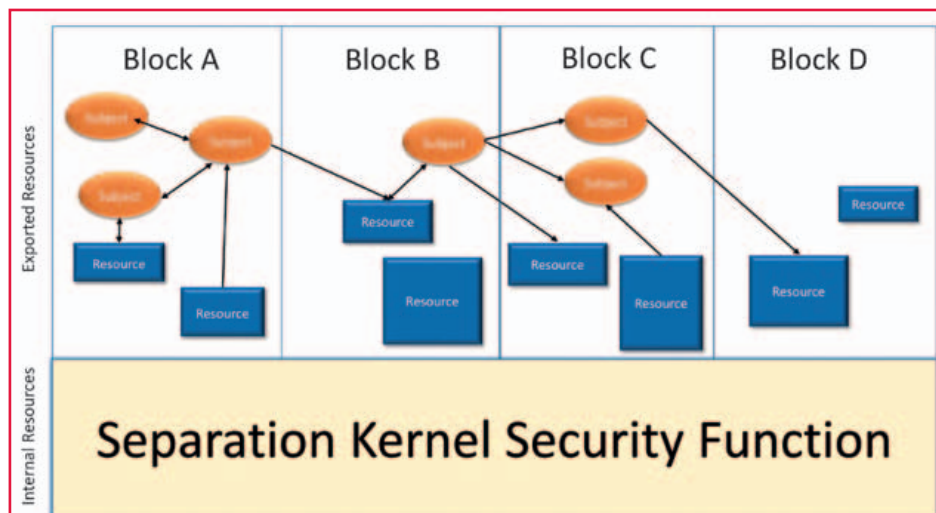 Block A
Block B
Block C
Block D
Exported Resources
Subject
Subject
Subject
Subject
Subject
Subject
Resource
Resource
Resource
Resource
Resource
Resource
Resource
Resource
Internal Resources
Separation Kernel Security Function